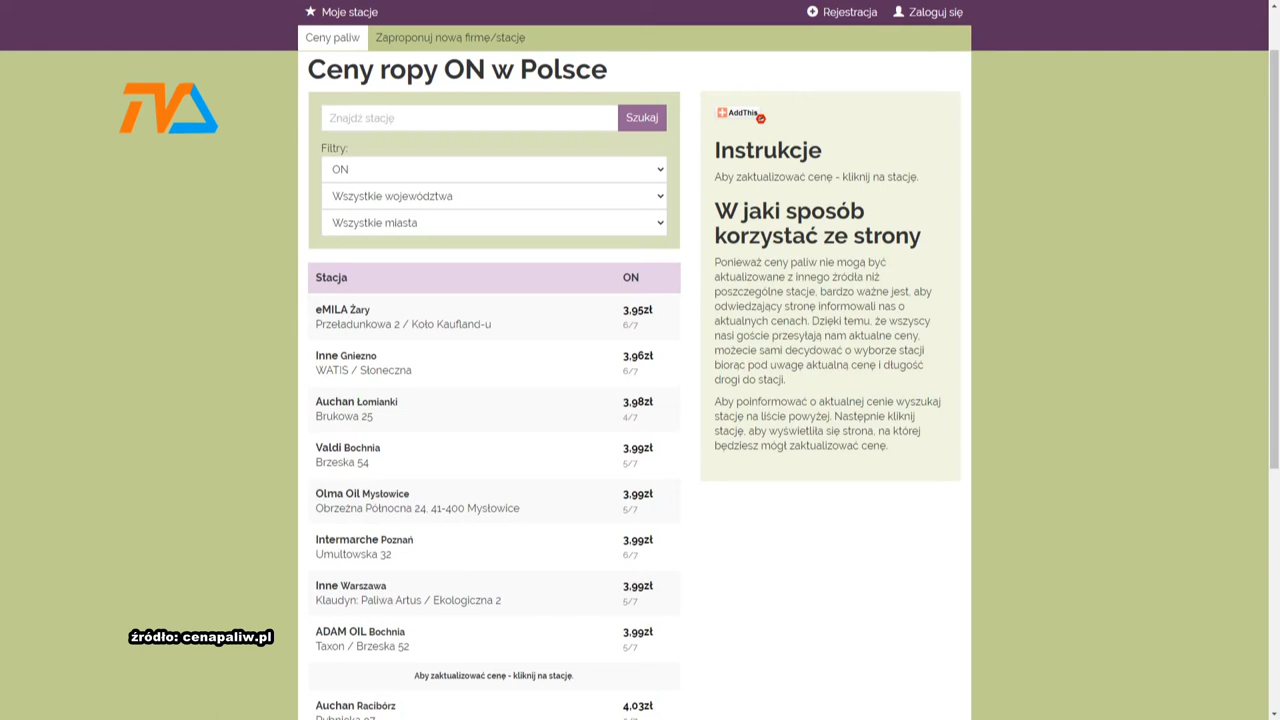 Moje stacje
Rejestracja
Zaloguj się
Ceny paliw
Zaproponuj nową firmę/stację
Ceny ropy ON w Polsce
TVA
Znajdź stację
Szukaj
Filtry:
ON
Wszystkie województwa
Wszystkie miasta
Stacja
ON
eMILA Żary
3,95zł
Przeładunkowa 2 / Koło Kaufland-u
6/7
Inne Gniezno
3,96zł
WATIS / Słoneczna
6/7
Auchan Łomianki
3,98zł
Brukowa 25
4/7
Valdi Bochnia
3,99zł
Brzeska 54
5/7
Olma Oil Mysłowice
3,99zł
Obrzeżna Północna 24, 41-400 Mysłowice
5/7
Intermarche Poznań
3,99zł
Umultowska 32
6/7
Inne Warszawa
3,99zł
Klaudyn: Paliwa Artus / Ekologiczna 2
5/7
ADAM OIL Bochnia
3,99zł
Taxon / Brzeska 52
5/7
Aby zaktualizować cenę - kliknij na stację.
Auchan Racibórz
4,03zł
AddThis
Instrukcje
Aby zaktualizować cenę - kliknij na stację.
W jaki sposób
korzystać ze strony
Ponieważ ceny paliw nie mogą być
aktualizowane z innego źródła niż
poszczególne stacje, bardzo ważne jest, aby
odwiedzający stronę informowali nas o
aktualnych cenach. Dzięki temu, że wszyscy
nasi goście przesyłają nam aktualne ceny,
możecie sami decydować o wyborze stacji
biorąc pod uwagę aktualną cenę i długość
drogi do stacji.
Aby poinformować o aktualnej cenie wyszukaj
stację na liście powyżej. Następnie kliknij
stację, aby wyświetliła się strona, na której
będziesz mógł zaktualizować cenę.
źródło: cenapaliw.pl